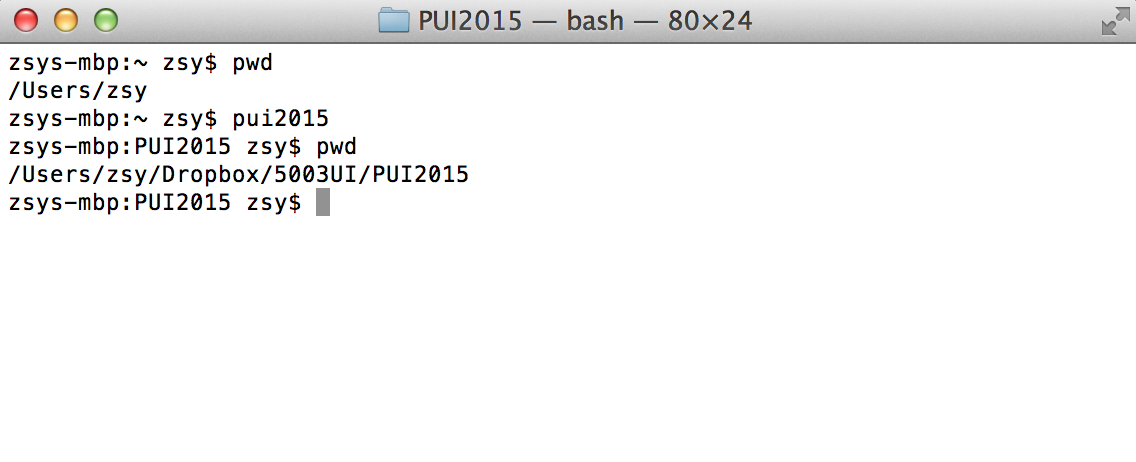 PUI2015 — bash — 80×24
zsys-mbp:~ zsy$ pwd
/Users/zsy
zsys-mbp:~ zsy$ pui2015
zsys-mbp:PUI2015 zsy$ pwd
/Users/zsy/Dropbox/5003UI/PUI2015
zsys-mbp:PUI2015 zsy$